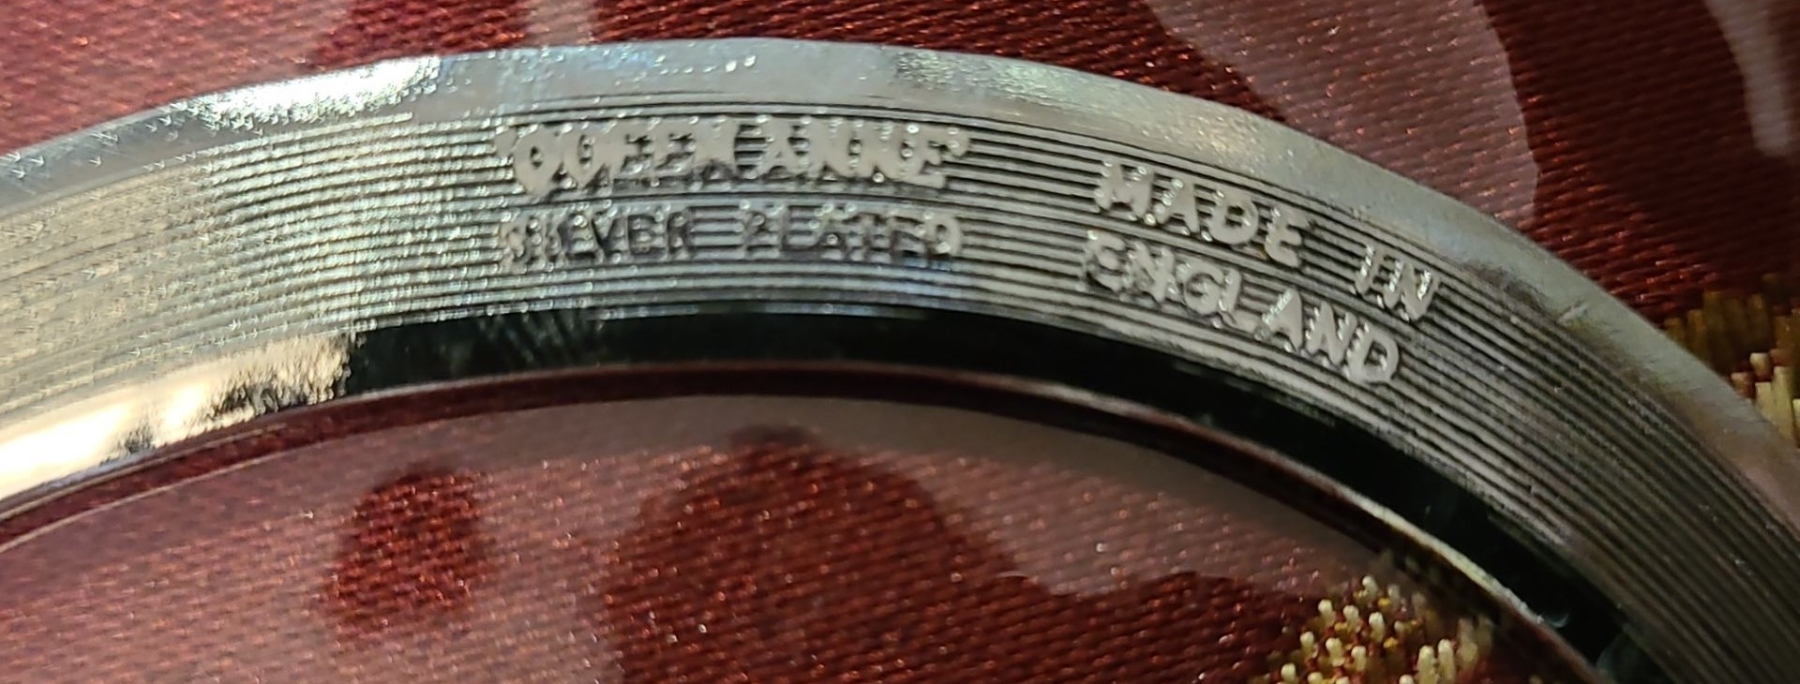 "QUEEN ANNE"
SILVER PLATED
MADE IN
ENGLAND